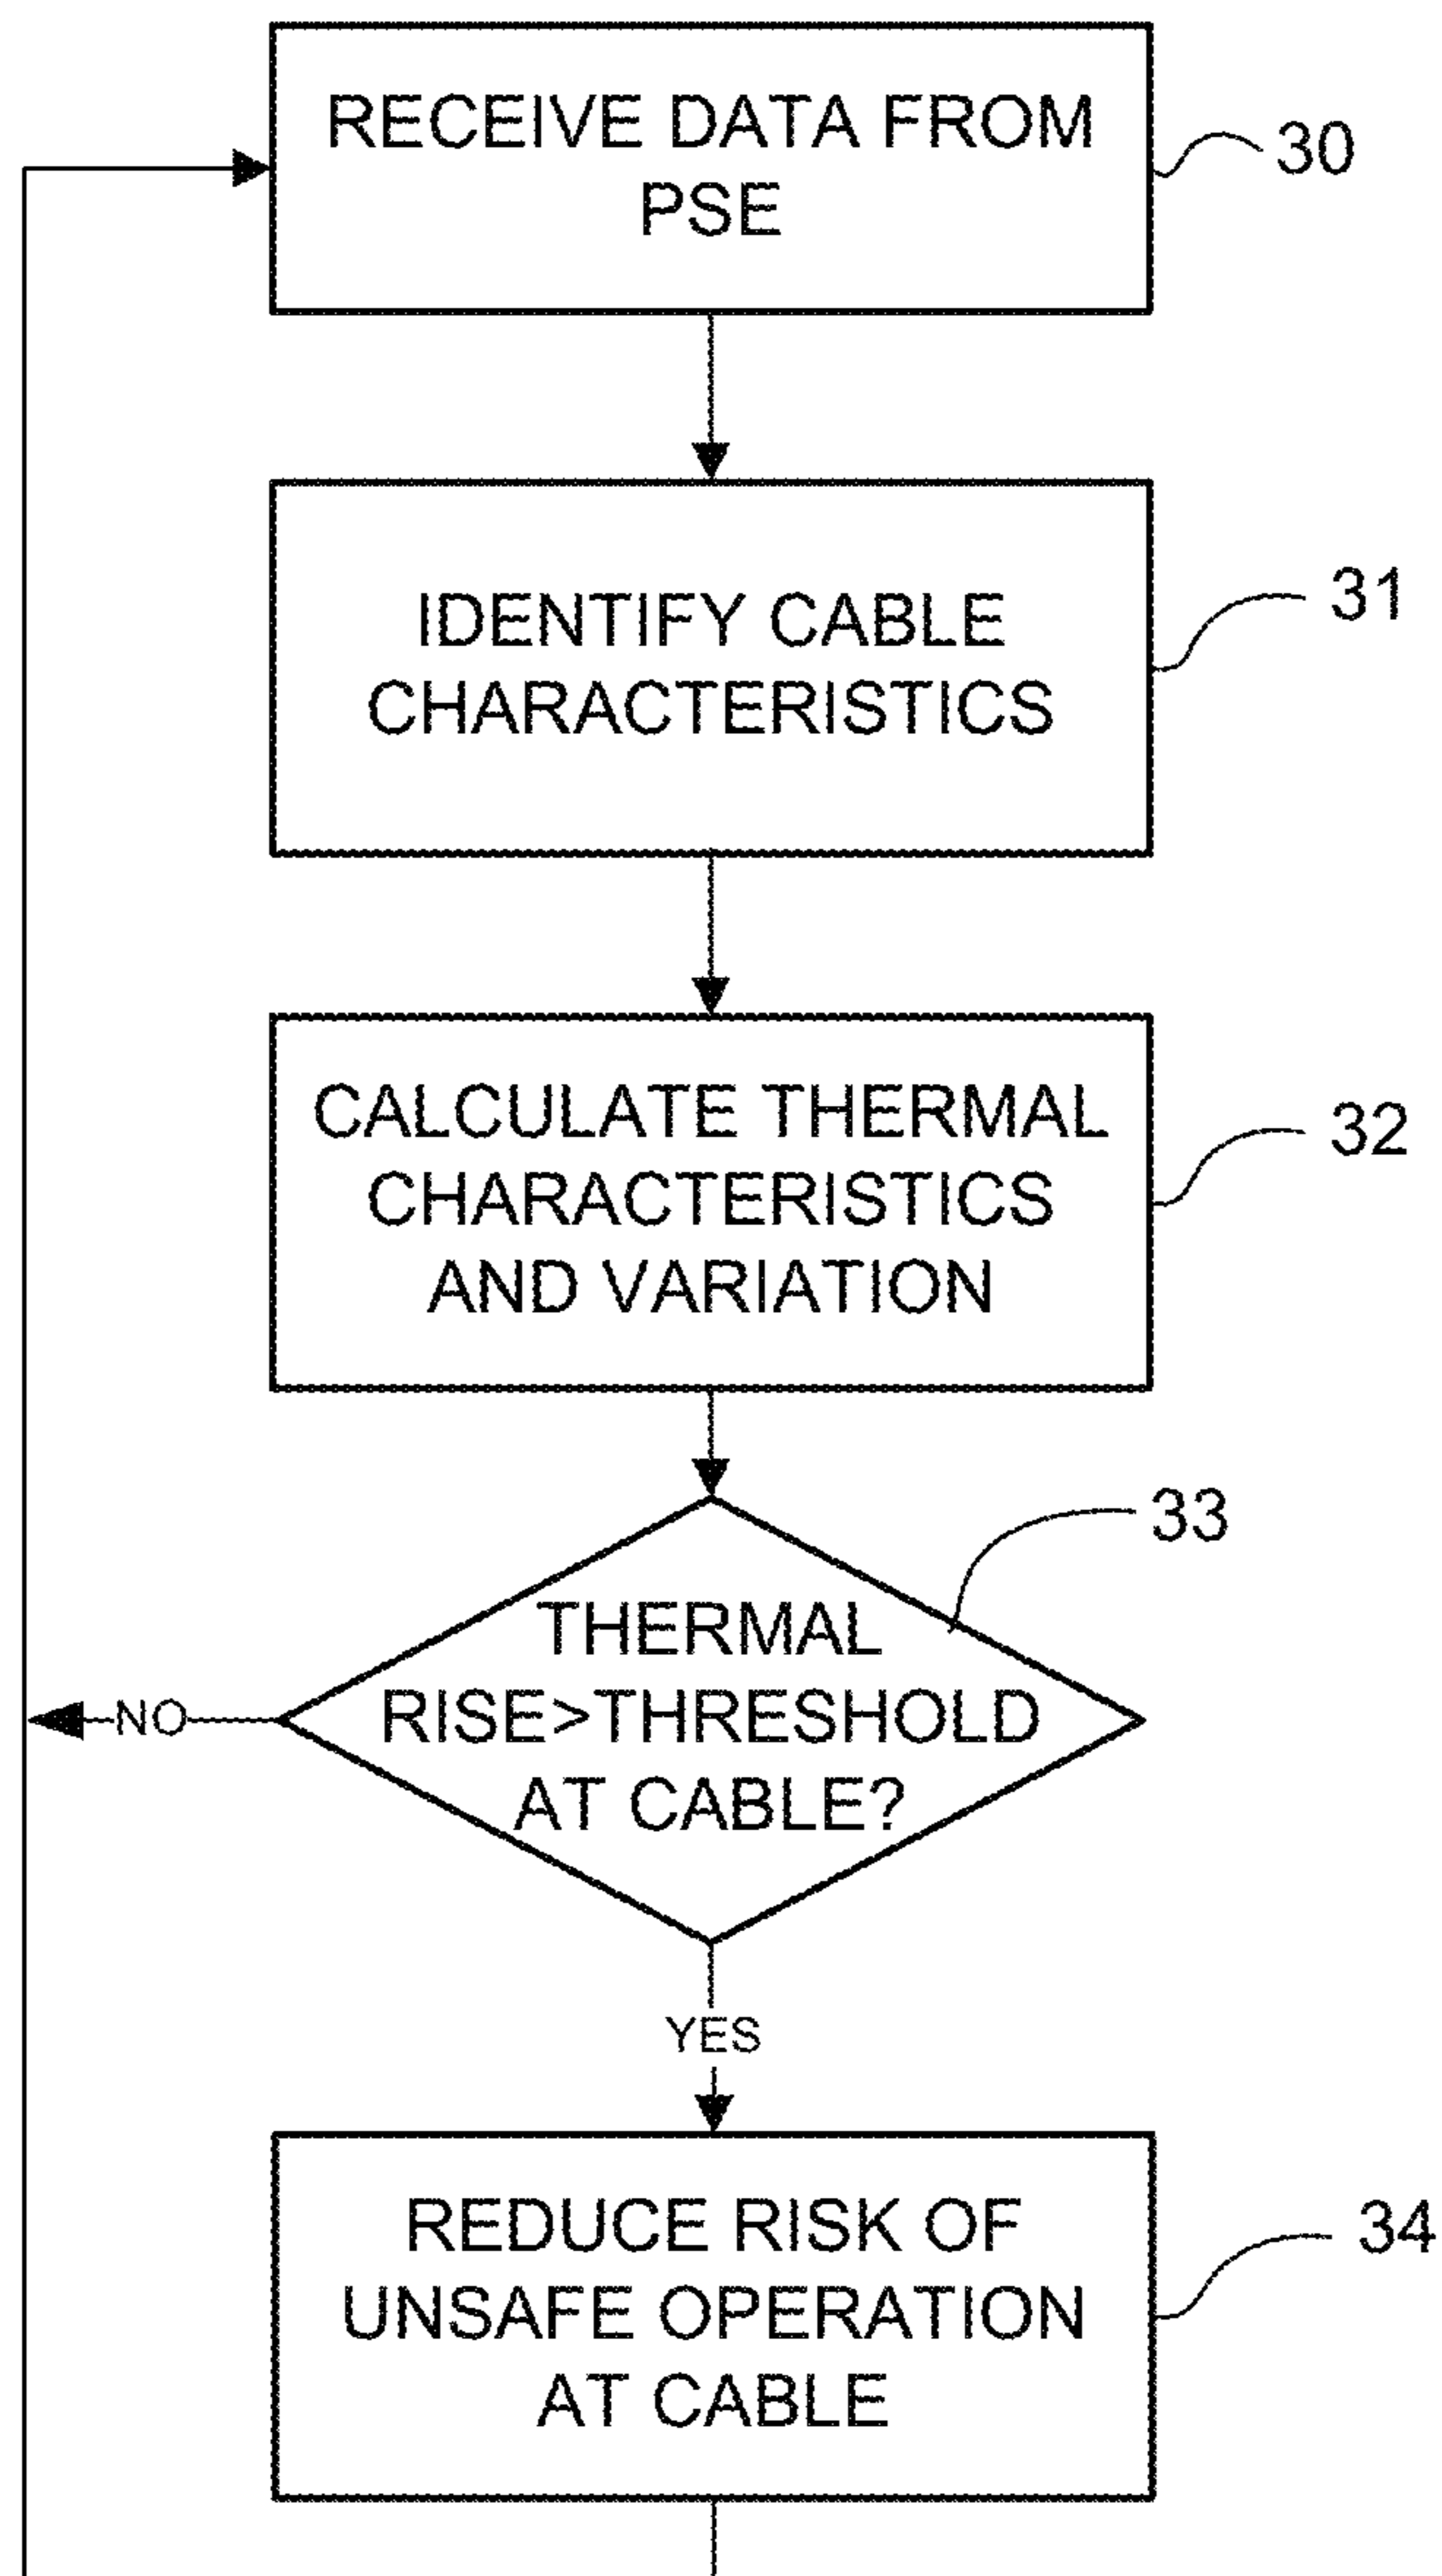 RECEIVE DATA FROM
PSE
30
IDENTIFY CABLE
CHARACTERISTICS
31
CALCULATE THERMAL
CHARACTERISTICS
AND VARIATION
32
33
THERMAL
RISE>THRESHOLD
AT CABLE?
NO
YES
REDUCE RISK OF
UNSAFE OPERATION
AT CABLE
34